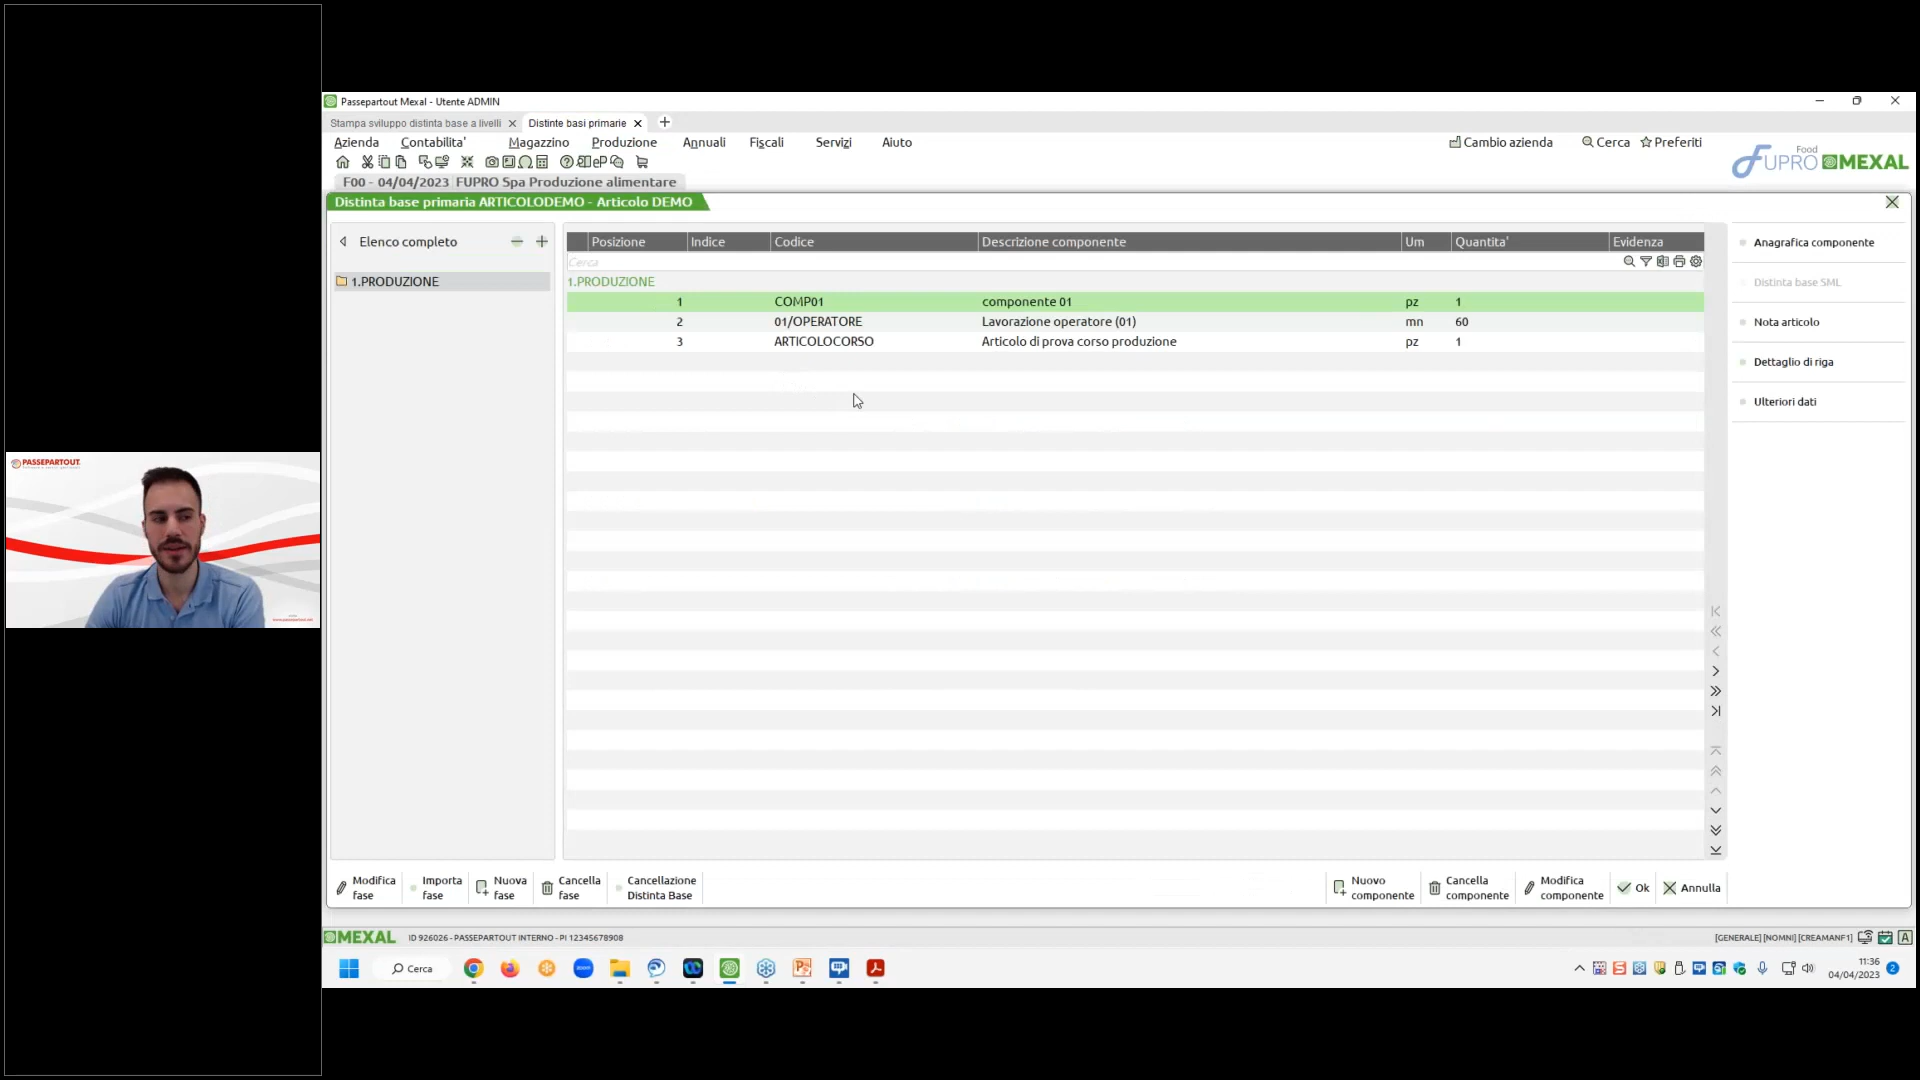 PASSEPARTOUT
Passepartout Mexal - Utente ADMIN
Stampa sviluppo distinta base a livelli
Distinte basi primarie
Azienda Contabilita' Magazzino Produzione Annuali Fiscali Servizi Aiuto
Cambio azienda Cerca Preferiti
Food
FUPRO MEXAL
F00 - 04/04/2023 FUPRO Spa Produzione alimentare
Distinta base primaria ARTICOLODEMO - Articolo DEMO
Elenco completo
1.PRODUZIONE
Posizione Indice Codice Descrizione componente Um Quantita' Evidenza
Cerca
1.PRODUZIONE
1 COMP01 componente 01 pz 1
2 01/OPERATORE Lavorazione operatore (01) mn 60
3 ARTICOLOCORSO Articolo di prova corso produzione pz 1
Anagrafica componente
Distinta base SML
Nota articolo
Dettaglio di riga
Ulteriori dati
Modifica fase
Importa fase
Nuova fase
Cancella fase
Cancellazione Distinta Base
Nuovo componente
Cancella componente
Modifica componente
Ok
Annulla
MEXAL ID 926026 - PASSEPARTOUT INTERNO - PI 12345678908
[GENERALE] [NOMNI] [CREAMANF1] A
Cerca
11:36
04/04/2023
2